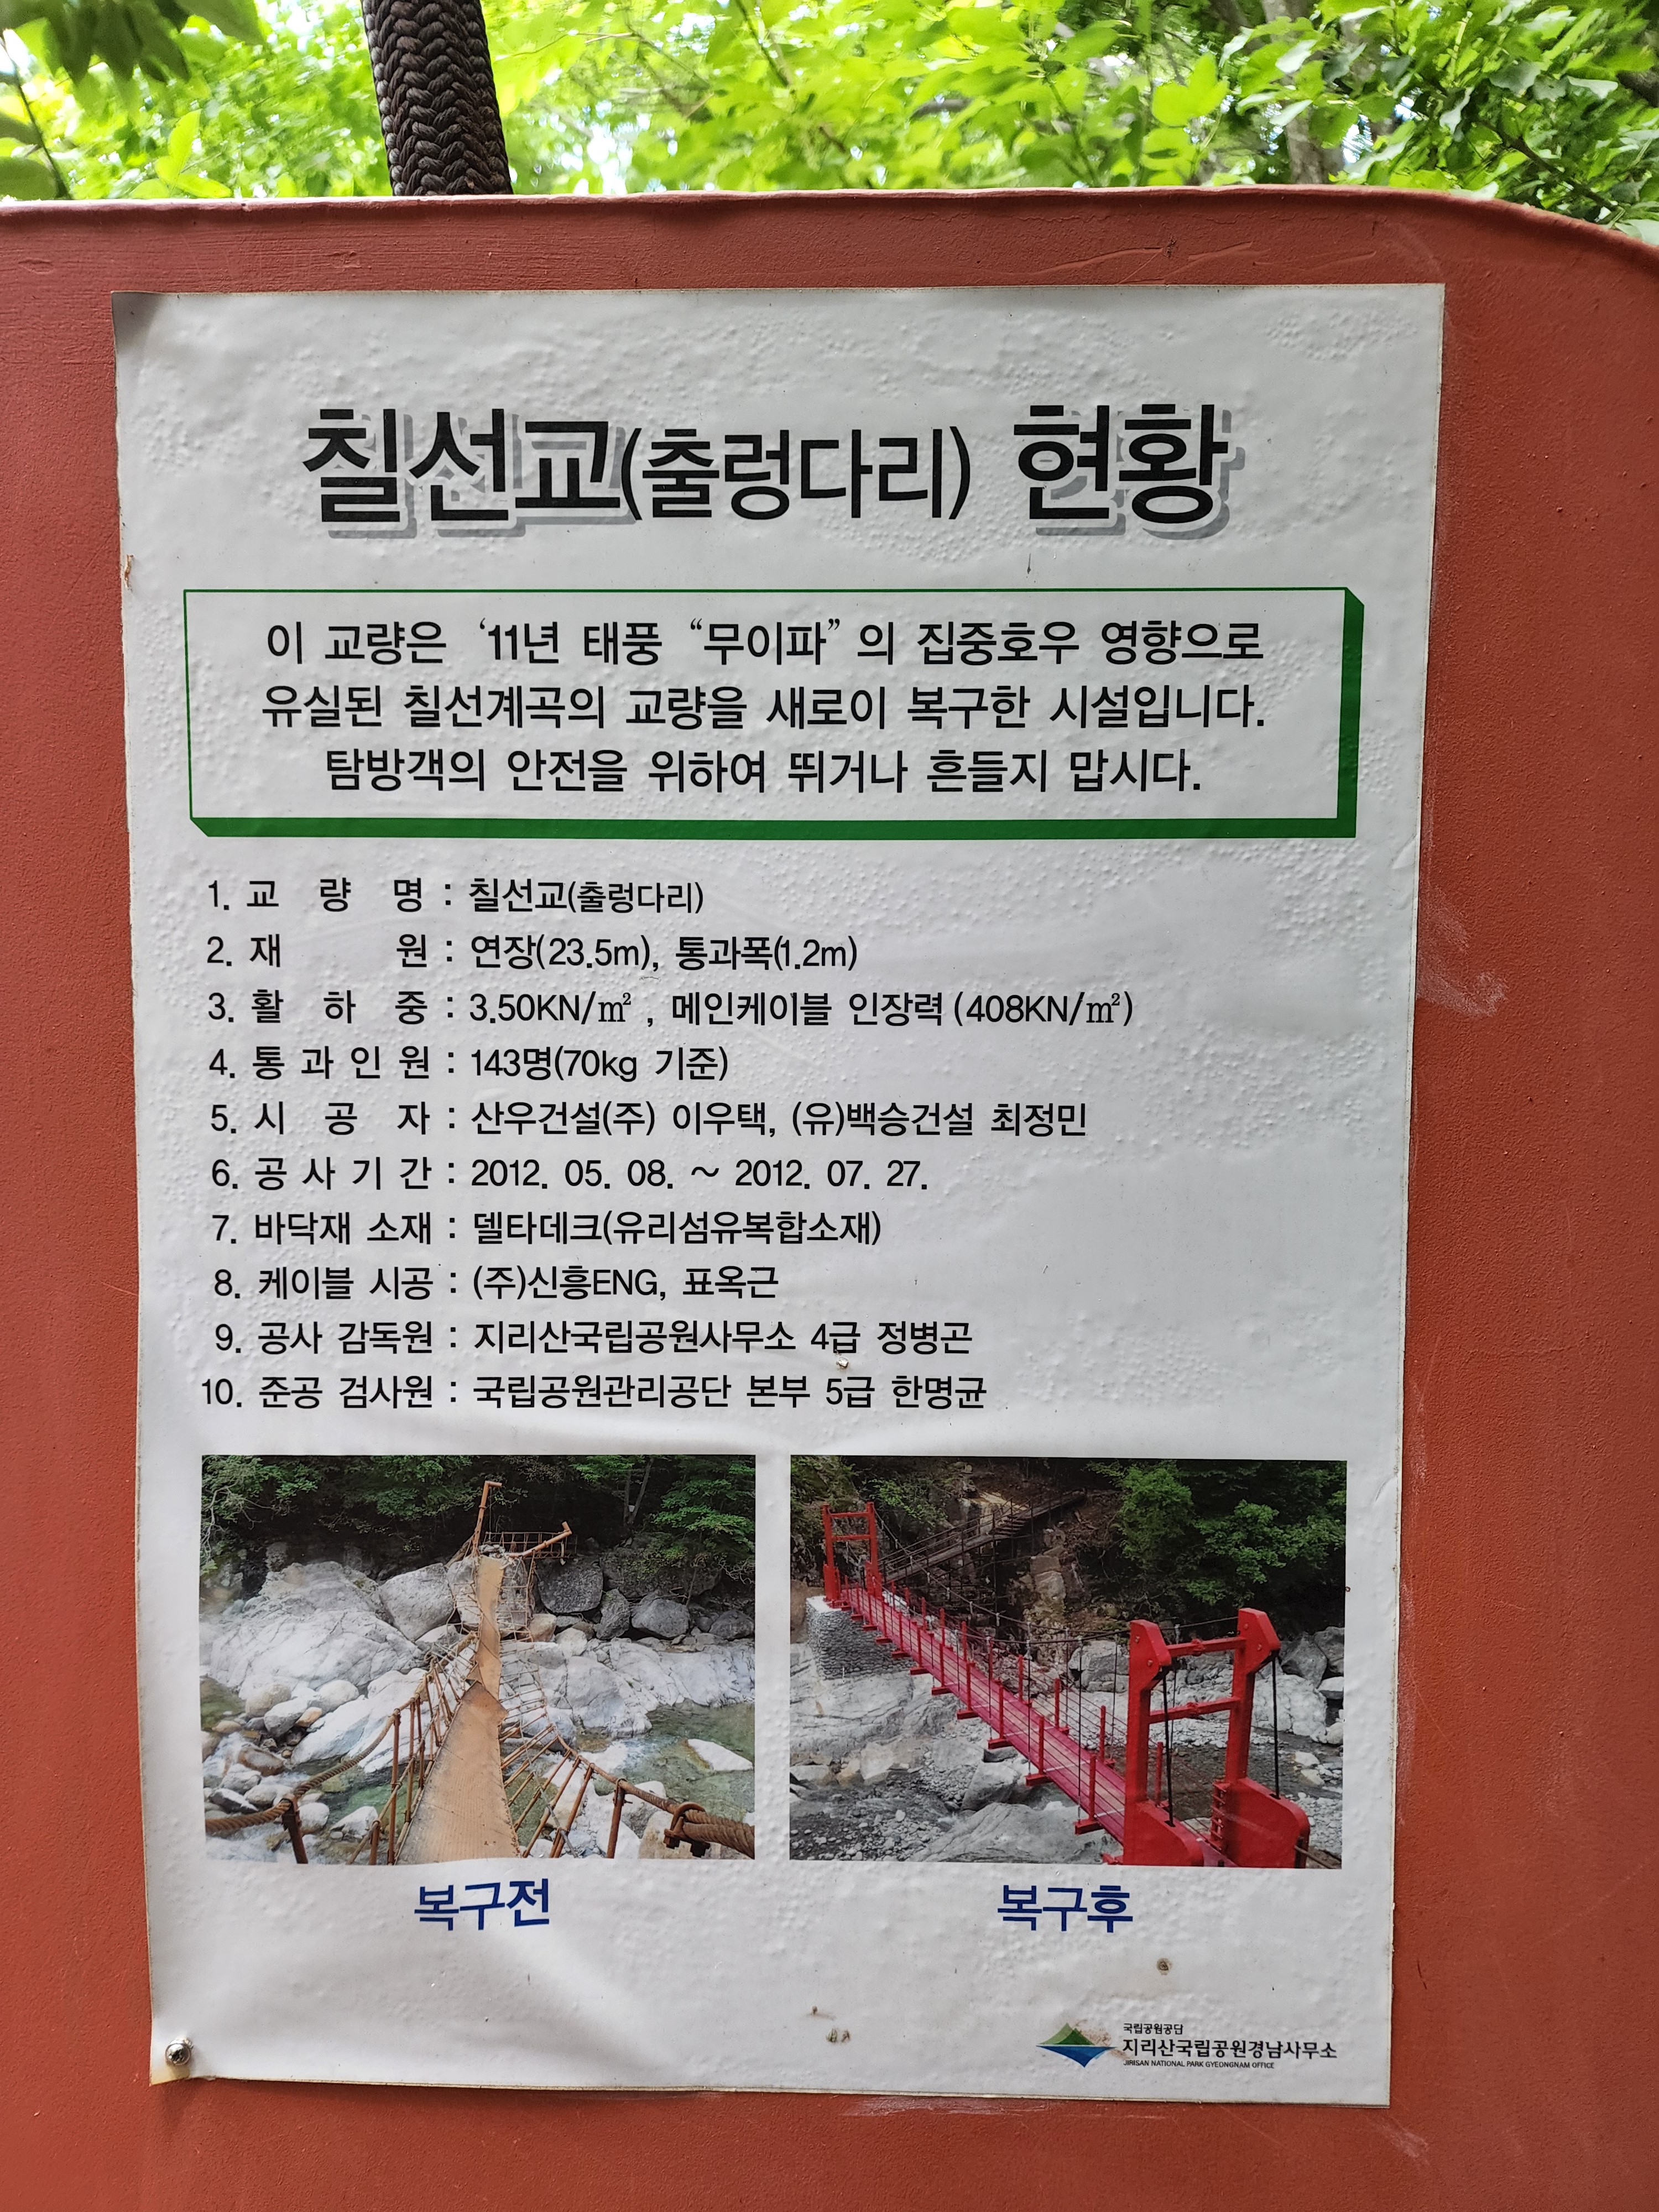 칠선교(출렁다리) 현황
이 교량은 ‘11년 태풍 “무이파”의 집중호우 영향으로
유실된 칠선계곡의 교량을 새로이 복구한 시설입니다.
탐방객의 안전을 위하여 뛰거나 흔들지 맙시다.
1. 교 량 명 : 칠선교(출렁다리)
2. 재 원 : 연장(23.5m), 통과폭(1.2m)
3. 활 하 중 : 3.50KN/㎡ , 메인케이블 인장력 (408KN/㎡)
4. 통 과 인 원 : 143명(70kg 기준)
5. 시 공 자 : 산우건설(주) 이우택, (유)백승건설 최정민
6. 공 사 기 간 : 2012. 05. 08. ～ 2012. 07. 27.
7. 바닥재 소재 : 델타데크(유리섬유복합소재)
8. 케이블 시공 : (주)신흥ENG, 표옥근
9. 공사 감독원 : 지리산국립공원사무소 4급 정병곤
10. 준공 검사원 : 국립공원관리공단 본부 5급 한명균
복구전
복구후
국립공원공단
지리산국립공원경남사무소
JIRISAN NATIONAL PARK GYEONGNAM OFFICE